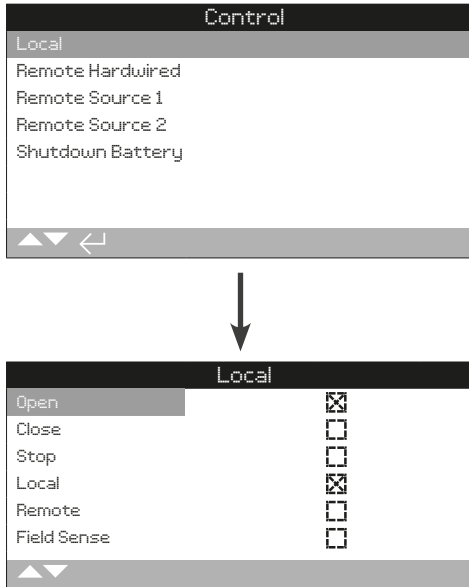 Control
Local
Remote Hardwired
Remote Source 1
Remote Source 2
Shutdown Battery
Local
Open
Close
Stop
Local
Remote
Field Sense